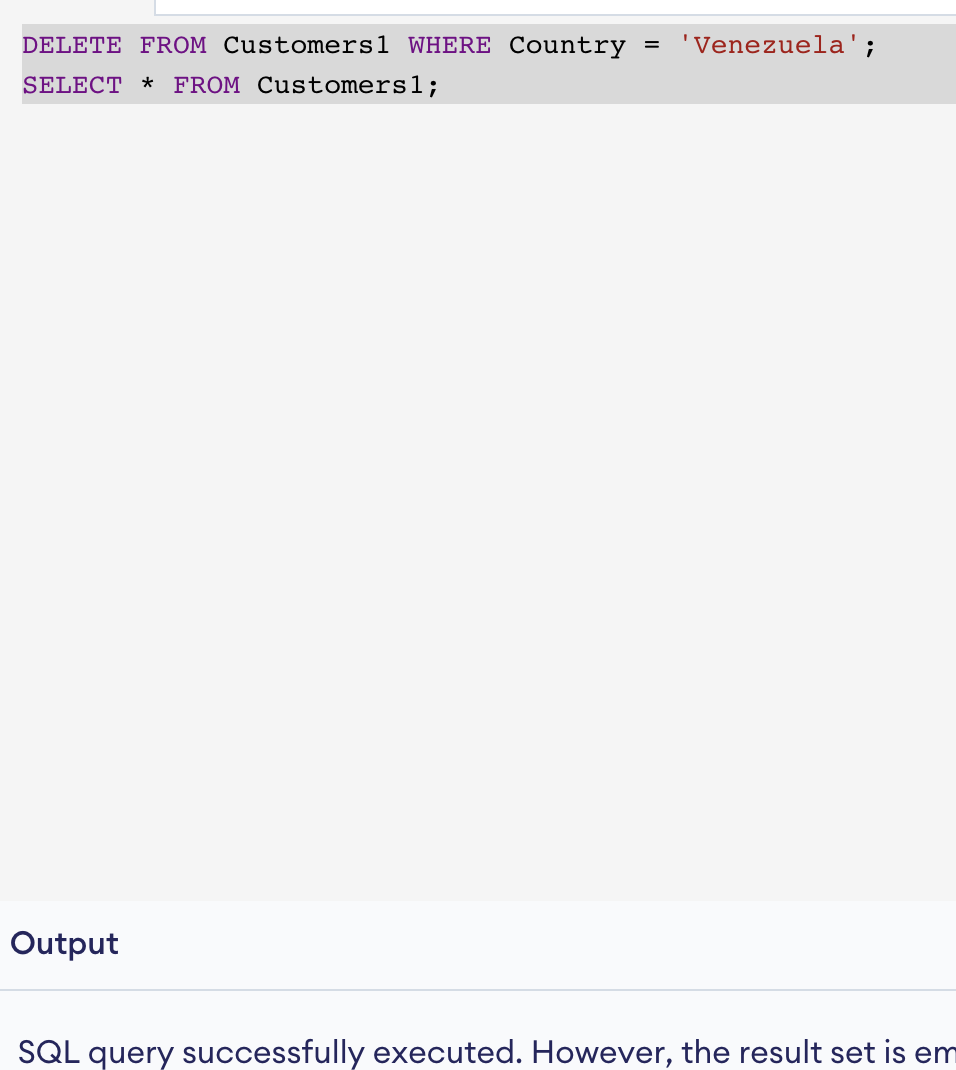 DELETE FROM Customers1 WHERE Country = 'Venezuela';
SELECT * FROM Customers1;
Output
SQL query successfully executed. However, the result set is